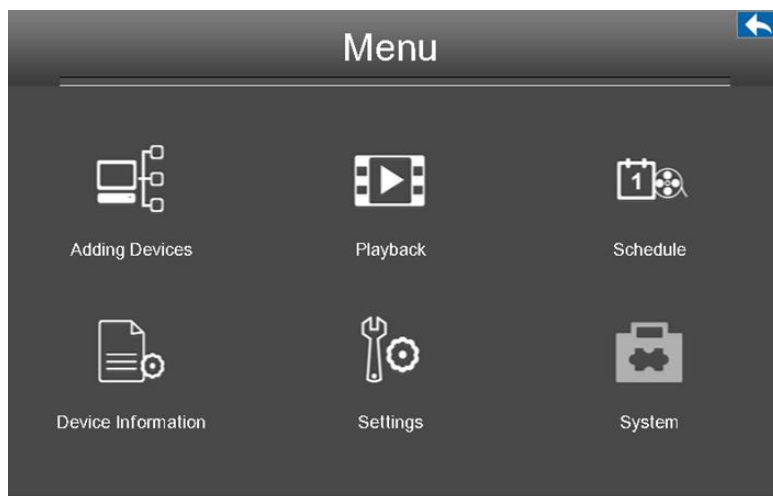 Menu
1
Adding Devices
Playback
Schedule
Device Information
Settings
System